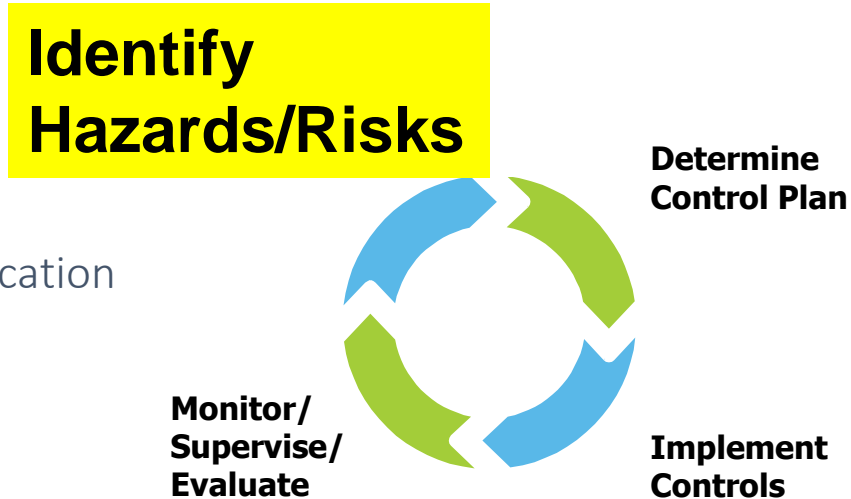 Identify
Hazards/Risks
Determine
Control Plan
cation
Monitor/
Supervise/
Evaluate
Implement
Controls